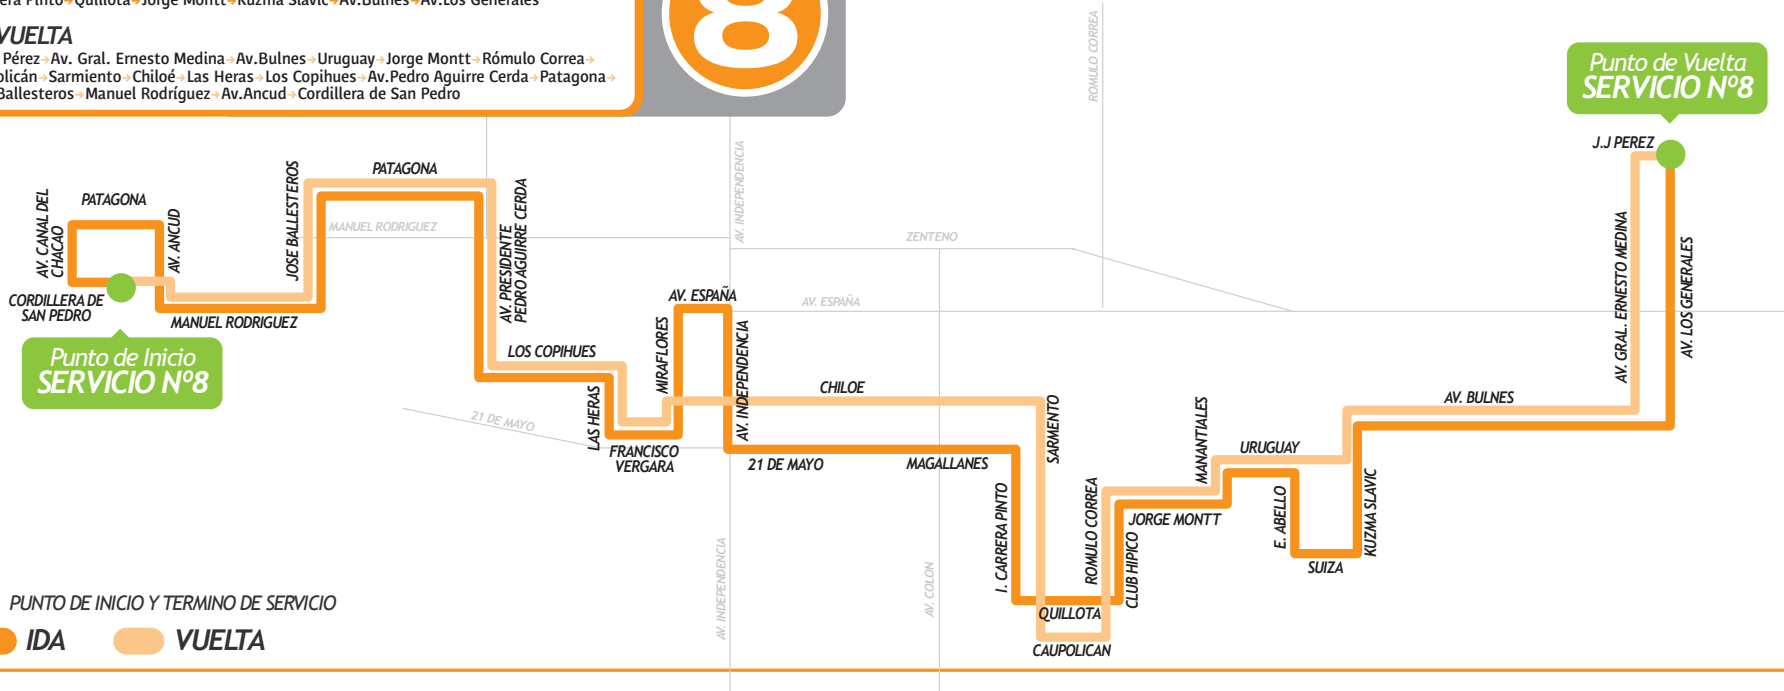 Pinto→Quillota→Jorge Montt→Kuzma Slavic→Av.Bulnes→Av.Los Generales
VUELTA
Pérez→Av. Gral. Ernesto Medina→Av.Bulnes→Uruguay→Jorge Montt→Rómulo Correa→
olicán→Sarmiento→Chiloé→Las Heras→Los Copihues→Av.Pedro Aguirre Cerda→Patagona→
Ballesteros→Manuel Rodríguez→Av.Ancud→Cordillera de San Pedro
8
ROMULO CORREA
Punto de Vuelta
SERVICIO Nº8
J.J PEREZ
AV. CANAL DEL
CHACAO
PATAGONA
AV. ANCUD
CORDILLERA DE
SAN PEDRO
MANUEL RODRIGUEZ
Punto de Inicio
SERVICIO Nº8
JOSE BALLESTEROS
PATAGONA
MANUEL RODRIGUEZ
AV. PRESIDENTE
PEDRO AGUIRRE CERDA
LOS COPIHUES
LAS HERAS
21 DE MAYO
FRANCISCO
VERGARA
MIRAFLORES
AV. ESPAÑA
AV. INDEPENDENCIA
AV. INDEPENDENCIA
ZENTENO
AV. ESPAÑA
CHILOE
21 DE MAYO
MAGALLANES
SARMENTO
I. CARRERA PINTO
QUILLOTA
CAUPOLICAN
ROMULO CORREA
CLUB HIPICO
JORGE MONTT
MANANTIALES
URUGUAY
E. ABELLO
SUIZA
KUZMA SLAVIC
AV. BULNES
AV. GRAL. ERNESTO MEDINA
AV. LOS GENERALES
AV. INDEPENDENCIA
AV. COLON
PUNTO DE INICIO Y TERMINO DE SERVICIO
IDA
VUELTA